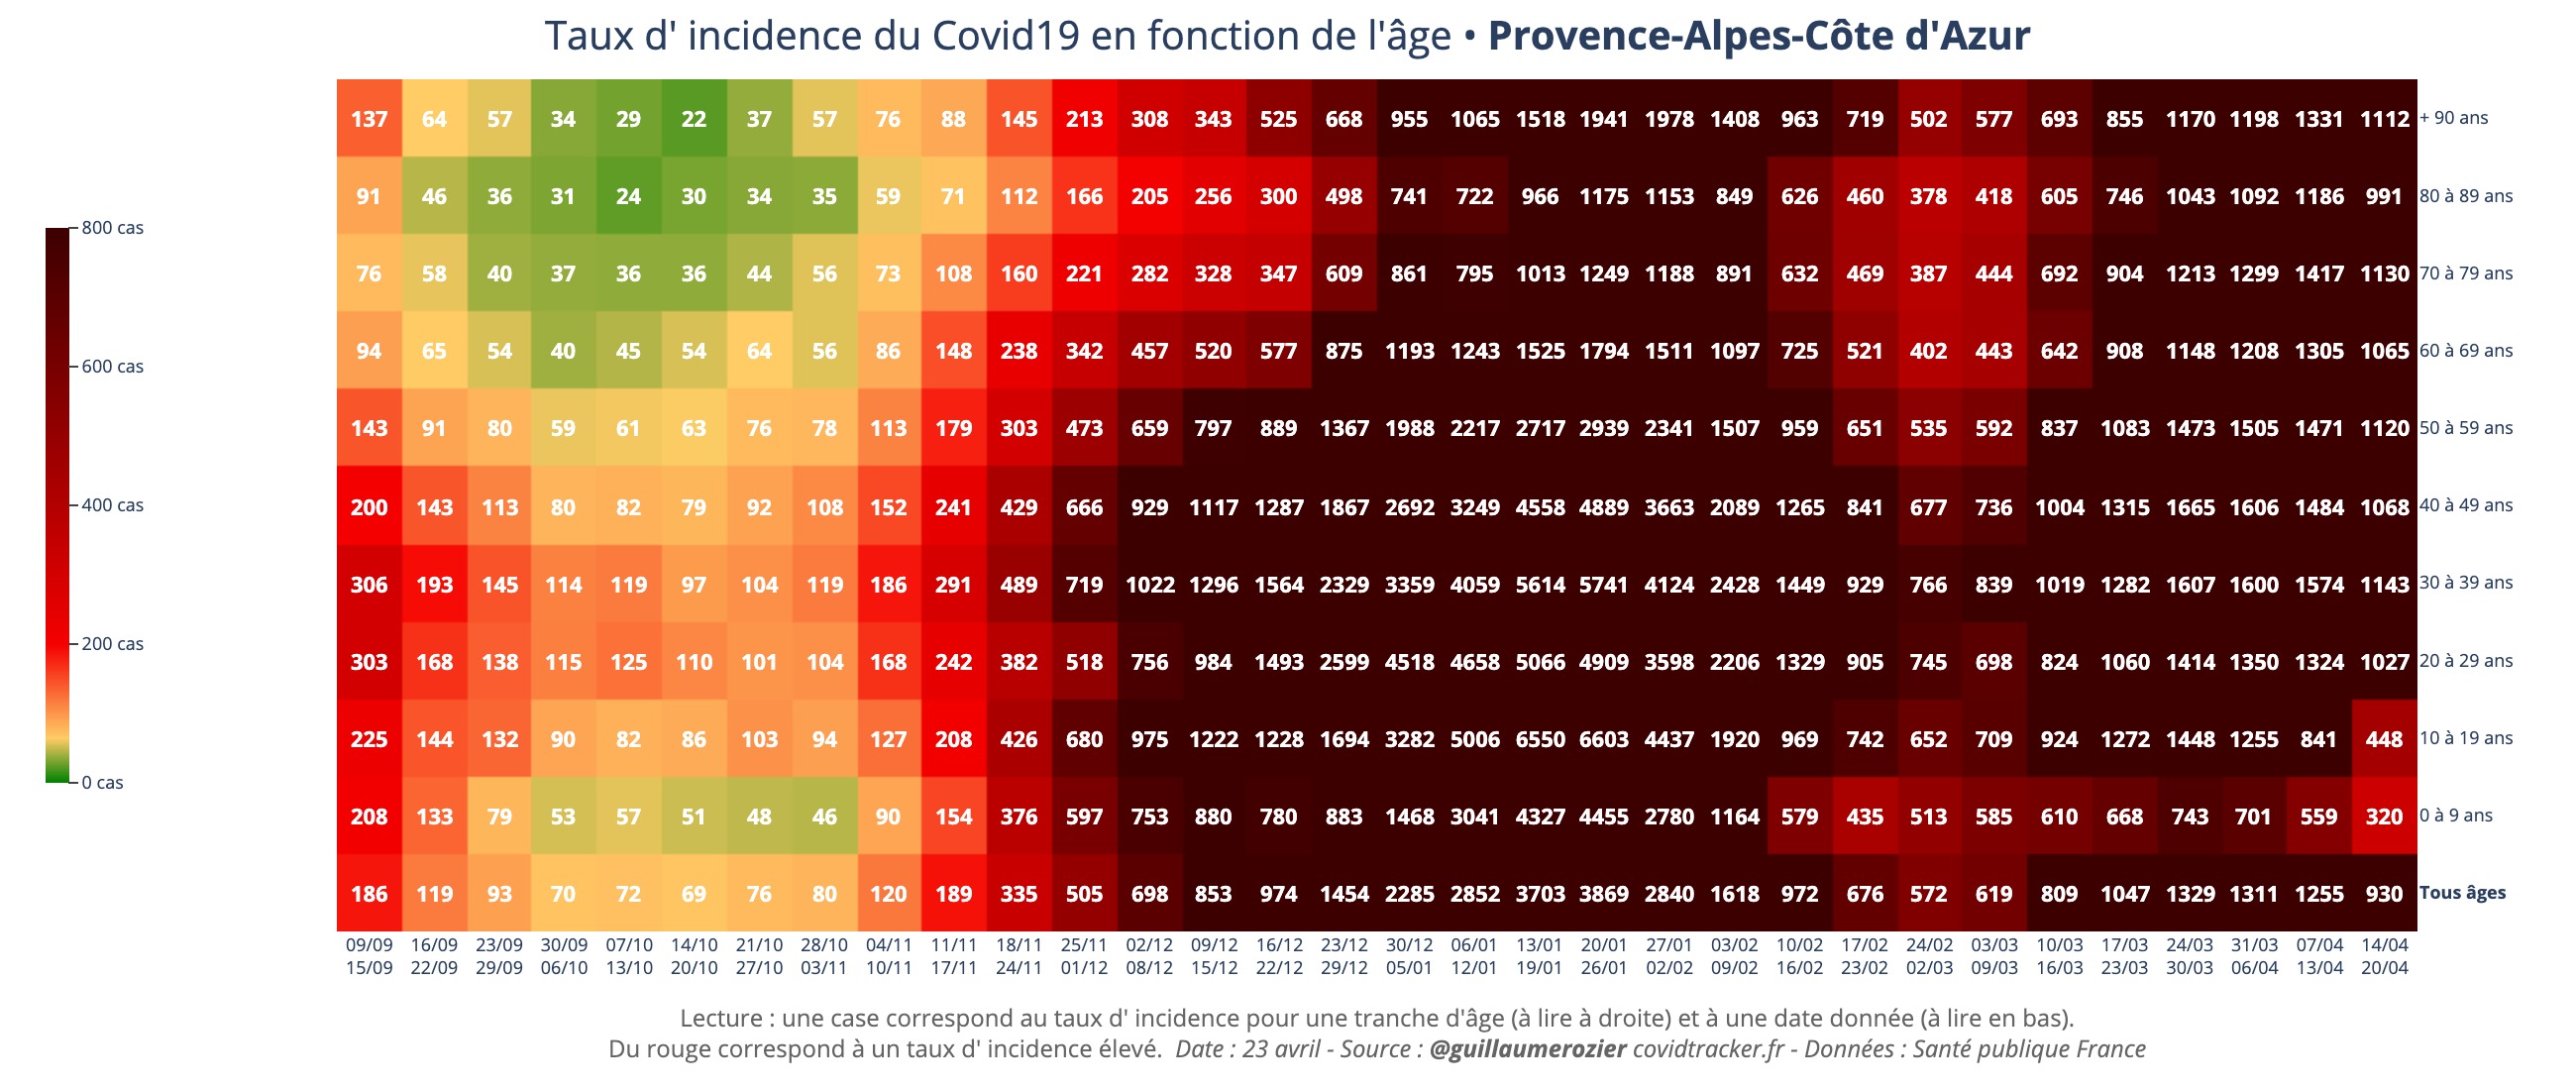 Taux d' incidence du Covid19 en fonction de l'âge • Provence-Alpes-Côte d'Azur
800 cas
600 cas
400 cas
200 cas
0 cas
137 64 57 34 29 22 37 57 76 88 145 213 308 343 525 668 955 1065 1518 1941 1978 1408 963 719 502 577 693 855 1170 1198 1331 1112 + 90 ans
91 46 36 31 24 30 34 35 59 71 112 166 205 256 300 498 741 722 966 1175 1153 849 626 460 378 418 605 746 1043 1092 1186 991 80 à 89 ans
76 58 40 37 36 36 44 56 73 108 160 221 282 328 347 609 861 795 1013 1249 1188 891 632 469 387 444 692 904 1213 1299 1417 1130 70 à 79 ans
94 65 54 40 45 54 64 56 86 148 238 342 457 520 577 875 1193 1243 1525 1794 1511 1097 725 521 402 443 642 908 1148 1208 1305 1065 60 à 69 ans
143 91 80 59 61 63 76 78 113 179 303 473 659 797 889 1367 1988 2217 2717 2939 2341 1507 959 651 535 592 837 1083 1473 1505 1471 1120 50 à 59 ans
200 143 113 80 82 79 92 108 152 241 429 666 929 1117 1287 1867 2692 3249 4558 4889 3663 2089 1265 841 677 736 1004 1315 1665 1606 1484 1068 40 à 49 ans
306 193 145 114 119 97 104 119 186 291 489 719 1022 1296 1564 2329 3359 4059 5614 5741 4124 2428 1449 929 766 839 1019 1282 1607 1600 1574 1143 30 à 39 ans
303 168 138 115 125 110 101 104 168 242 382 518 756 984 1493 2599 4518 4658 5066 4909 3598 2206 1329 905 745 698 824 1060 1414 1350 1324 1027 20 à 29 ans
225 144 132 90 82 86 103 94 127 208 426 680 975 1222 1228 1694 3282 5006 6550 6603 4437 1920 969 742 652 709 924 1272 1448 1255 841 448 10 à 19 ans
208 133 79 53 57 51 48 46 90 154 376 597 753 880 780 883 1468 3041 4327 4455 2780 1164 579 435 513 585 610 668 743 701 559 320 0 à 9 ans
186 119 93 70 72 69 76 80 120 189 335 505 698 853 974 1454 2285 2852 3703 3869 2840 1618 972 676 572 619 809 1047 1329 1311 1255 930 Tous âges
09/09 16/09 23/09 30/09 07/10 14/10 21/10 28/10 04/11 11/11 18/11 25/11 02/12 09/12 16/12 23/12 30/12 06/01 13/01 20/01 27/01 03/02 10/02 17/02 24/02 03/03 10/03 17/03 24/03 31/03 07/04 14/04
15/09 22/09 29/09 06/10 13/10 20/10 27/10 03/11 10/11 17/11 24/11 01/12 08/12 15/12 22/12 29/12 05/01 12/01 19/01 26/01 02/02 09/02 16/02 23/02 02/03 09/03 16/03 23/03 30/03 06/04 13/04 20/04
Lecture : une case correspond au taux d' incidence pour une tranche d'âge (à lire à droite) et à une date donnée (à lire en bas).
Du rouge correspond à un taux d' incidence élevé. Date : 23 avril - Source : @guillaumerozier covidtracker.fr - Données : Santé publique France